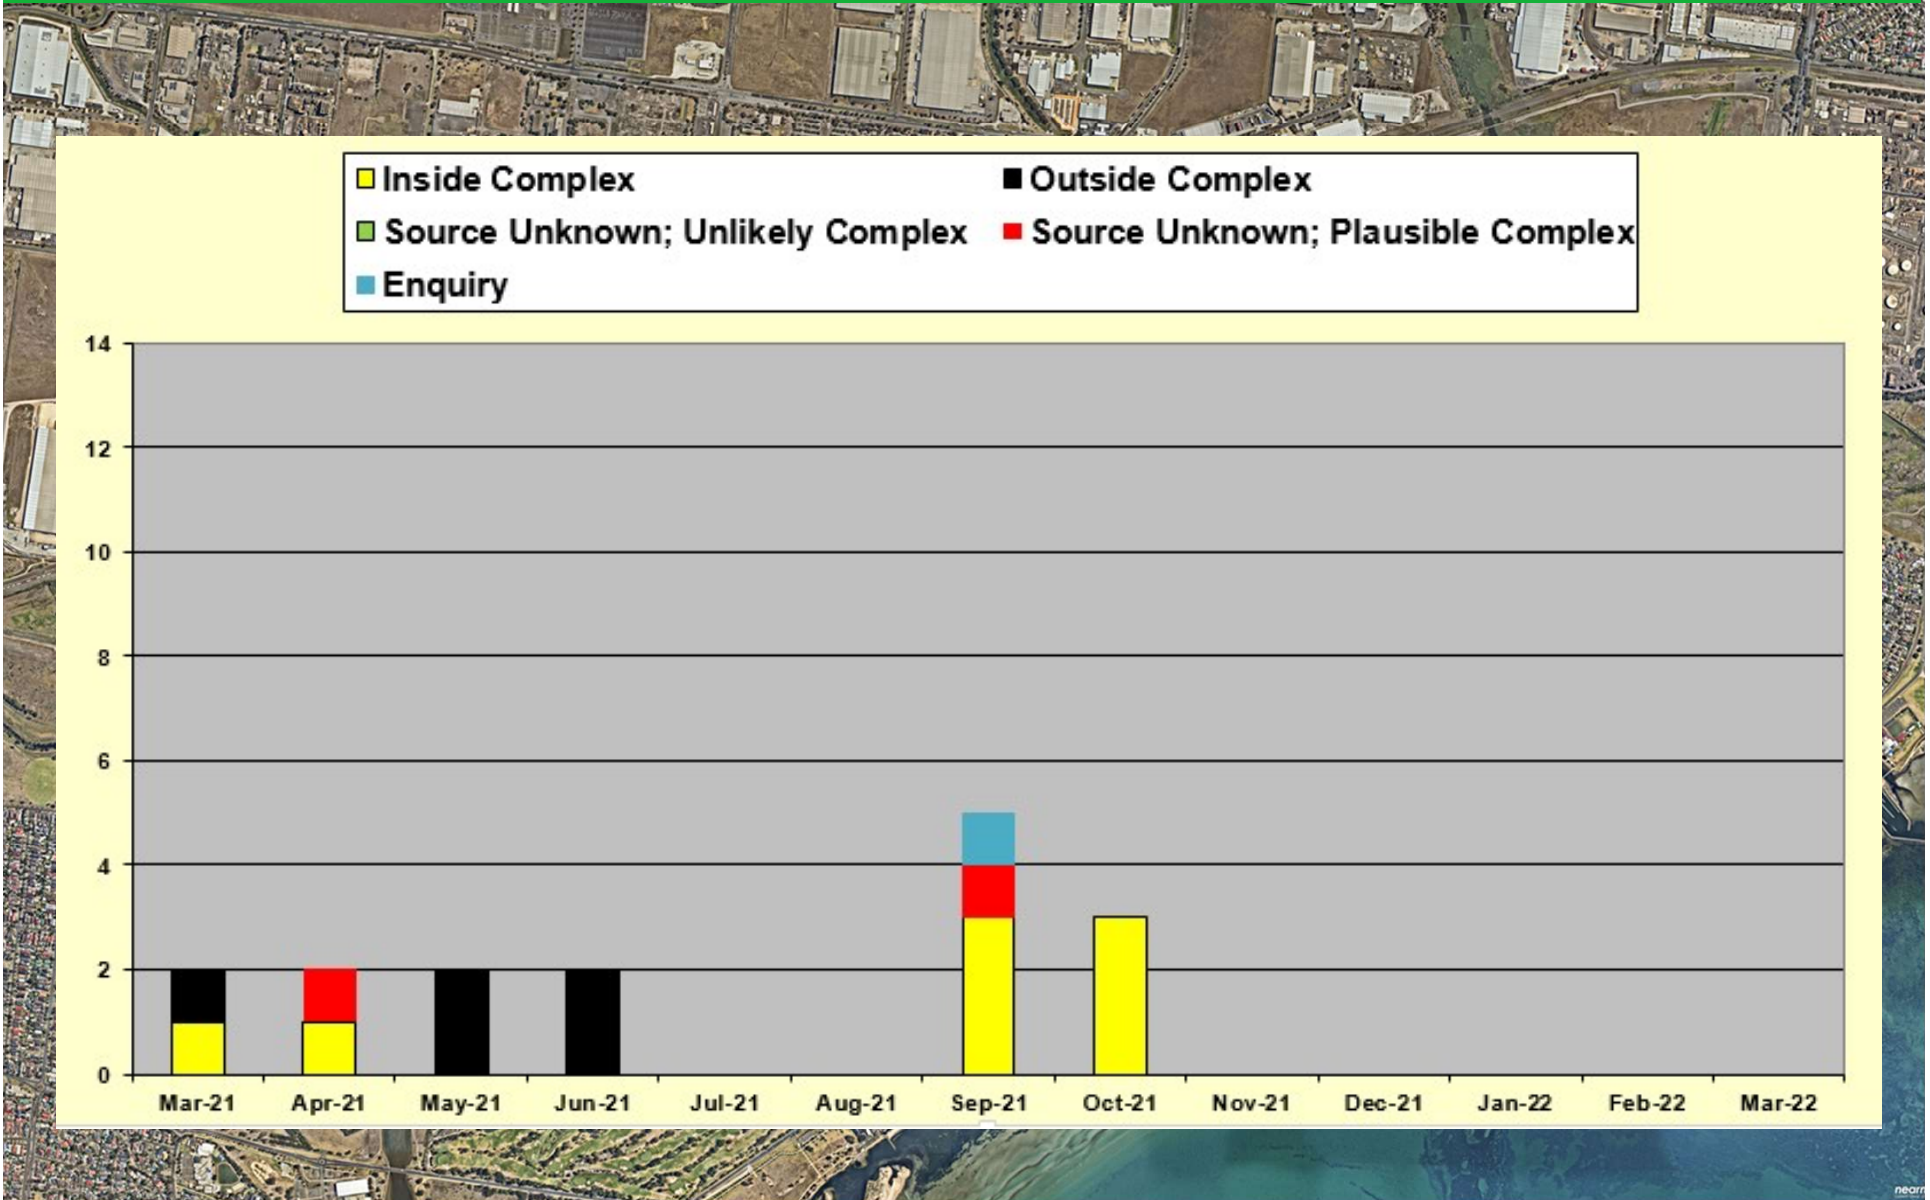 Inside Complex
Outside Complex
Source Unknown; Unlikely Complex
Source Unknown; Plausible Complex
Enquiry
14
12
10
8
6
4
2
0
Mar-21 Apr-21 May-21 Jun-21 Jul-21 Aug-21 Sep-21 Oct-21 Nov-21 Dec-21 Jan-22 Feb-22 Mar-22